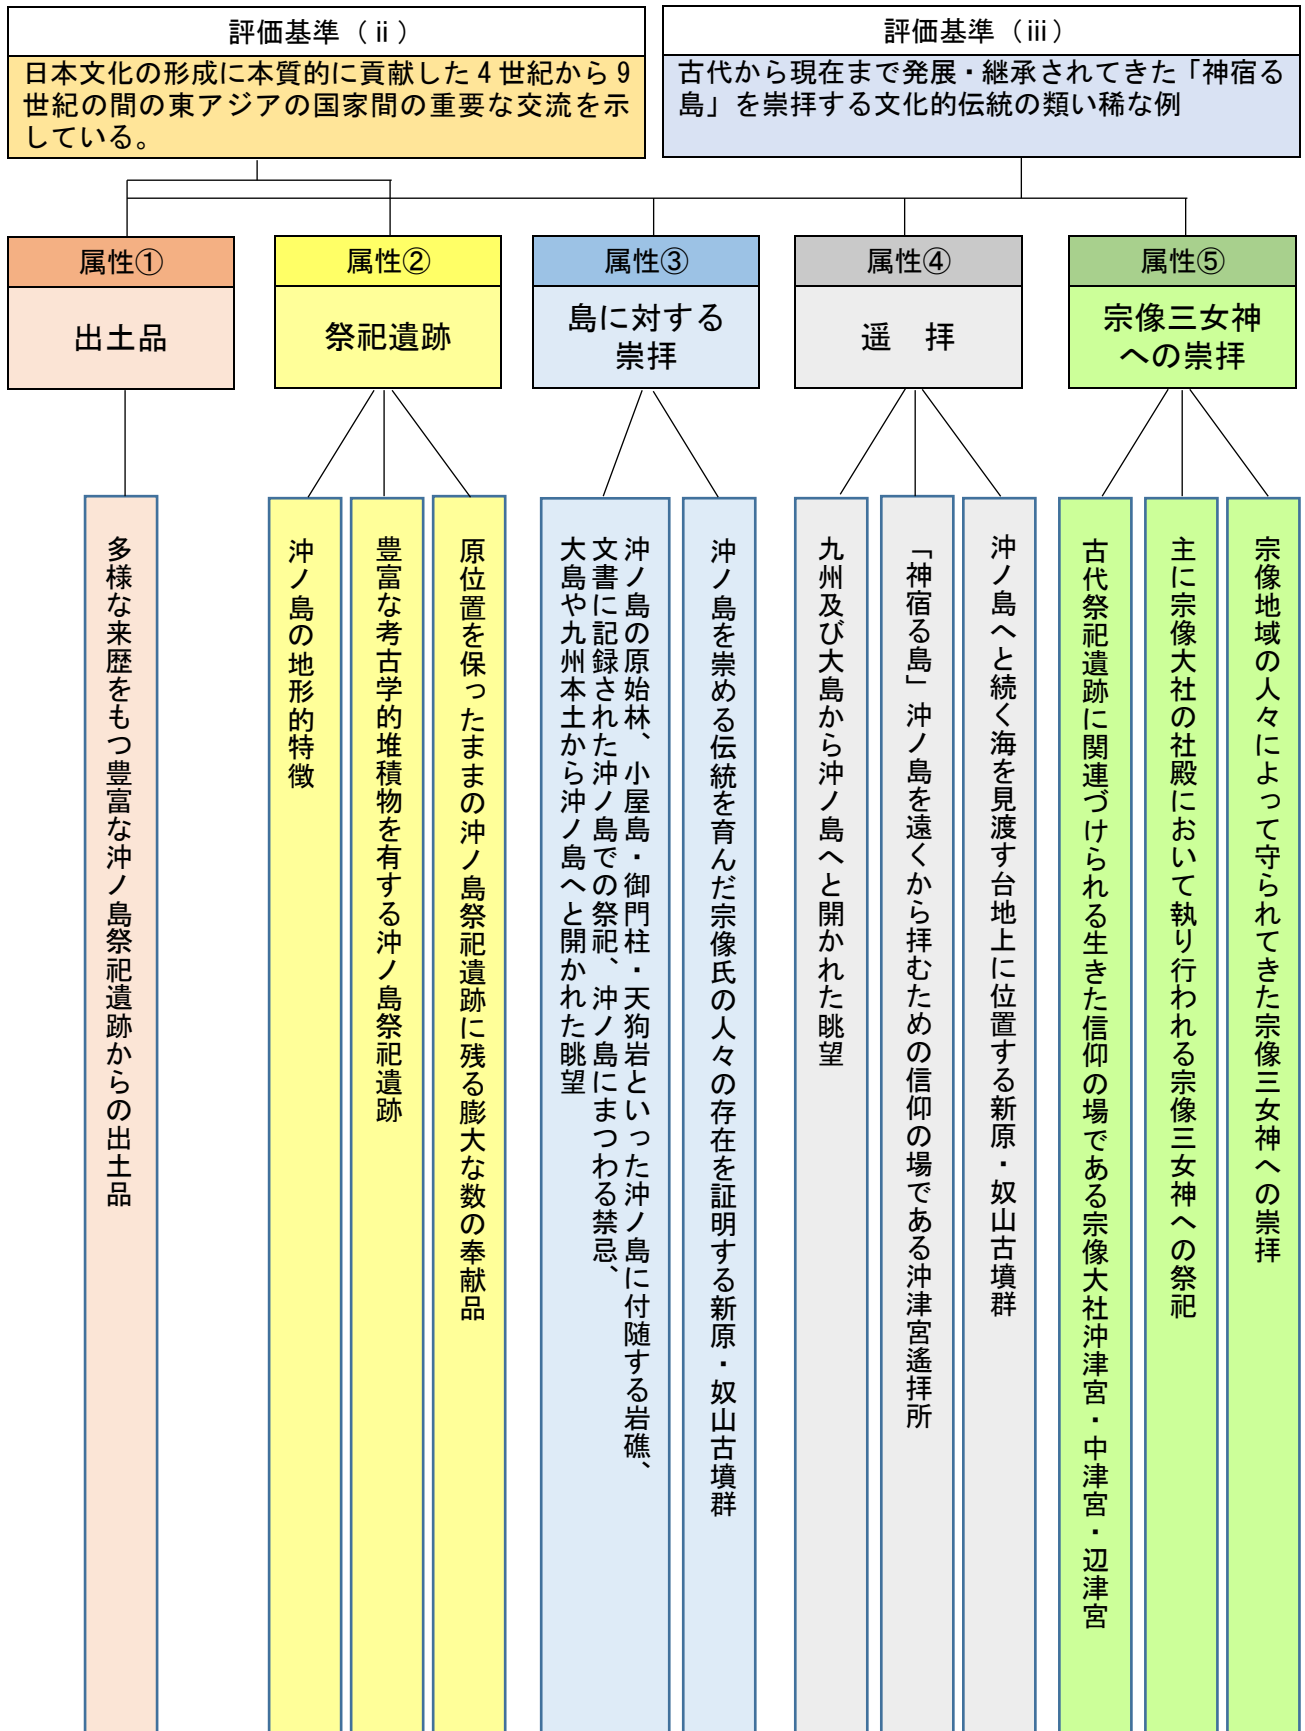 評価基準（ⅱ）
日本文化の形成に本質的に貢献した４世紀から９
世紀の間の東アジアの国家間の重要な交流を示
している。
評価基準（ⅲ）
古代から現在まで発展・継承されてきた「神宿る
島」を崇拝する文化的伝統の類い稀な例
属性①
出土品
属性②
祭祀遺跡
属性③
島に対する
崇拝
属性④
遥　拝
属性⑤
宗像三女神
への崇拝
多様な来歴をもつ豊富な沖ノ島祭祀遺跡からの出土品
沖ノ島の地形的特徴
豊富な考古学的堆積物を有する沖ノ島祭祀遺跡
原位置を保ったままの沖ノ島祭祀遺跡に残る膨大な数の奉献品
沖ノ島の原始林、小屋島・御門柱・天狗岩といった沖ノ島に付随する岩礁、
文書に記録された沖ノ島での祭祀、沖ノ島にまつわる禁忌、
大島や九州本土から沖ノ島へと開かれた眺望
沖ノ島を崇める伝統を育んだ宗像氏の人々の存在を証明する新原・奴山古墳群
九州及び大島から沖ノ島へと開かれた眺望
「神宿る島」沖ノ島を遠くから拝むための信仰の場である沖津宮遙拝所
沖ノ島へと続く海を見渡す台地上に位置する新原・奴山古墳群
古代祭祀遺跡に関連づけられる生きた信仰の場である宗像大社沖津宮・中津宮・辺津宮
主に宗像大社の社殿において執り行われる宗像三女神への祭祀
宗像地域の人々によって守られてきた宗像三女神への崇拝